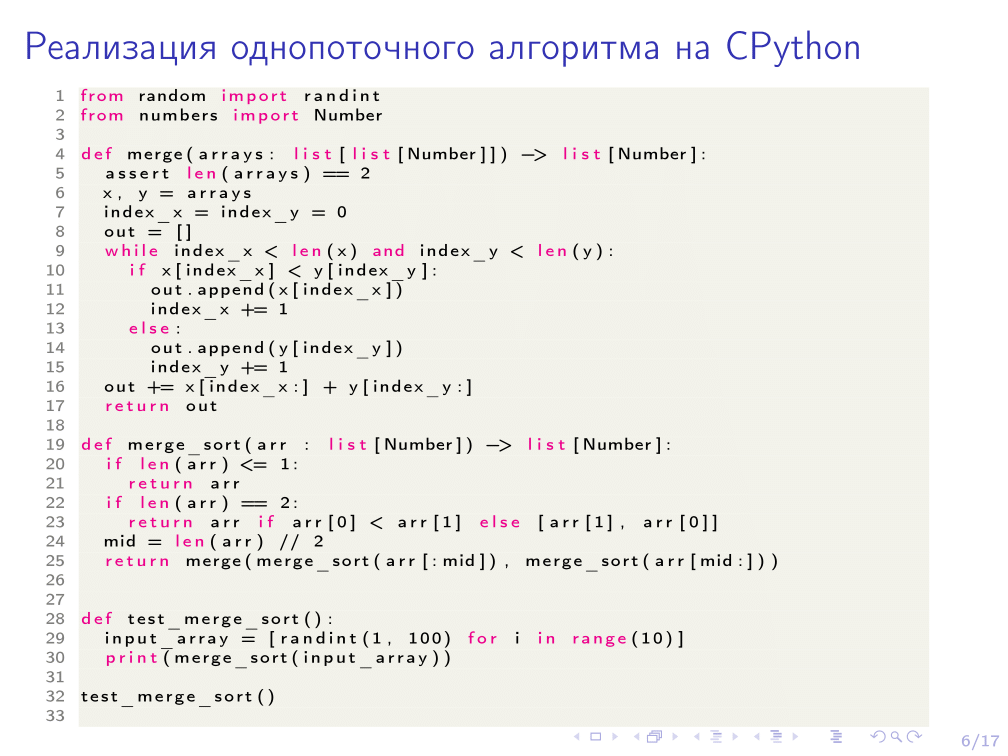 Реализация однопоточного алгоритма на CPython
1 from random import randint
2 from numbers import Number
3
4 def merge(arrays: list[list[Number]]) -> list[Number]:
5   assert len(arrays) == 2
6   x, y = arrays
7   index_x = index_y = 0
8   out = []
9   while index_x < len(x) and index_y < len(y):
10     if x[index_x] < y[index_y]:
11       out.append(x[index_x])
12       index_x += 1
13     else:
14       out.append(y[index_y])
15       index_y += 1
16   out += x[index_x:] + y[index_y:]
17   return out
18
19 def merge_sort(arr : list[Number]) -> list[Number]:
20   if len(arr) <= 1:
21     return arr
22   if len(arr) == 2:
23     return arr if arr[0] < arr[1] else [arr[1], arr[0]]
24   mid = len(arr) // 2
25   return merge(merge_sort(arr[:mid]), merge_sort(arr[mid:]))
26
27
28 def test_merge_sort():
29   input_array = [randint(1, 100) for i in range(10)]
30   print(merge_sort(input_array))
31
32 test_merge_sort()
33
6/17